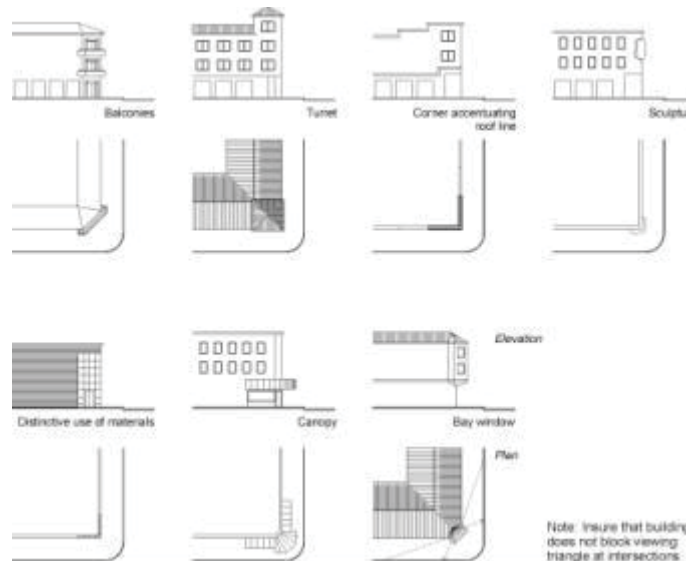 Balconies
Turret
Corner accentuating
roof line
Sculptu
Elevation
Distinctive use of materials
Canopy
Bay window
Plan
Note: Insure that building
does not block viewing
triangle at intersections